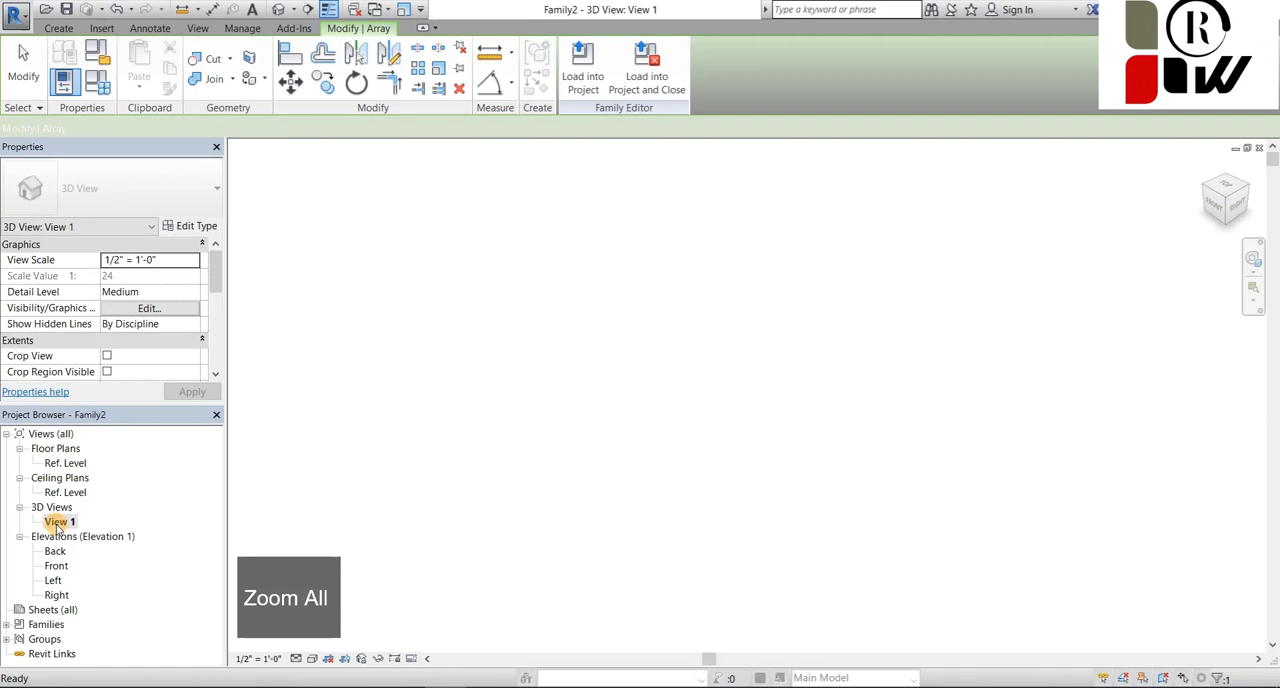 Family2 - 3D View: View 1
Type a keyword or phrase
Sign In
Create Insert Annotate View Manage Add-Ins Modify | Array
Modify
Paste
Cut
Join
Load into
Project
Load into
Project and Close
Select Properties Clipboard Geometry Modify Measure Create Family Editor
Modify | Array
Properties
3D View
3D View: View 1
Edit Type
Graphics
View Scale 1/2" = 1'-0"
Scale Value 1: 24
Detail Level Medium
Visibility/Graphics ... Edit...
Show Hidden Lines By Discipline
Extents
Crop View
Crop Region Visible
Properties help
Apply
Project Browser - Family2
Views (all)
Floor Plans
Ref. Level
Ceiling Plans
Ref. Level
3D Views
View 1
Elevations (Elevation 1)
Back
Front
Left
Right
Sheets (all)
Families
Groups
Revit Links
TOP
FRONT
RIGHT
Zoom All
1/2" = 1'-0"
Ready
:0
Main Model
:1
R